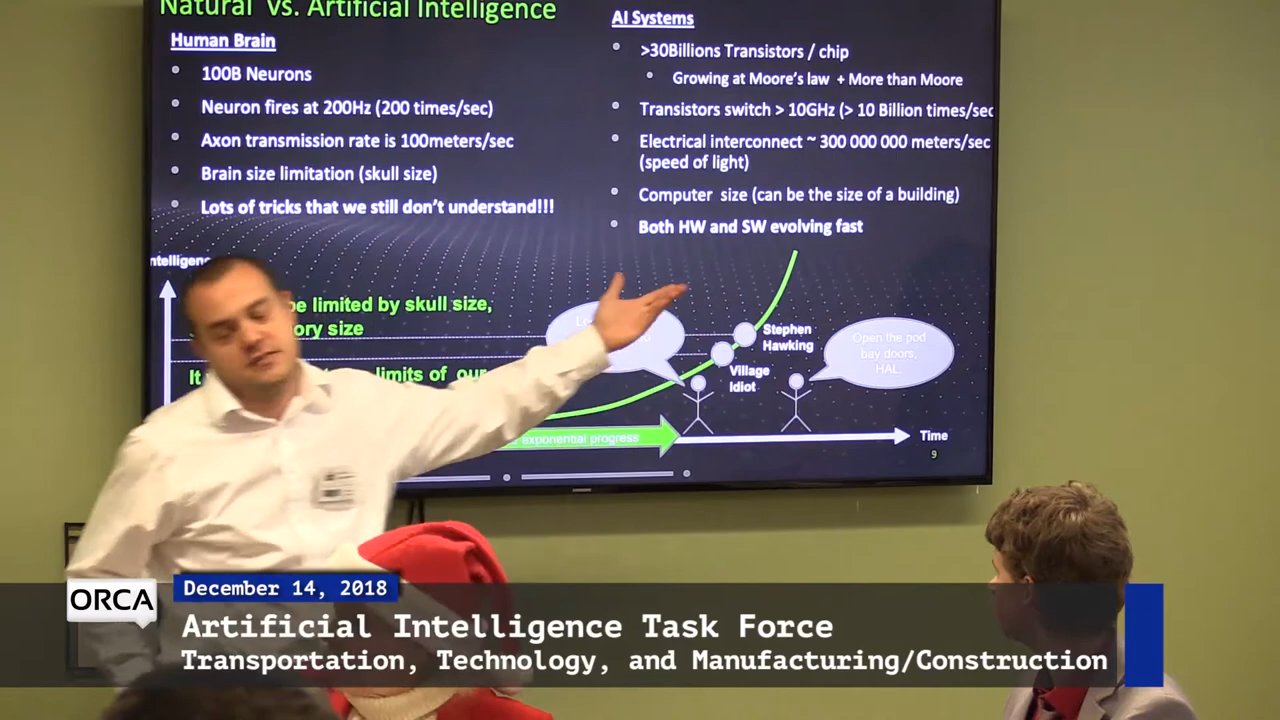 Natural vs. Artificial Intelligence
Human Brain
100B Neurons
Neuron fires at 200Hz (200 times/sec)
Axon transmission rate is 100meters/sec
Brain size limitation (skull size)
Lots of tricks that we still don't understand!!!
AI Systems
>30Billions Transistors / chip
Growing at Moore's law + More than Moore
Transistors switch > 10GHz (> 10 Billion times/sec
Electrical interconnect ~ 300 000 000 meters/sec
(speed of light)
Computer size (can be the size of a building)
Both HW and SW evolving fast
be limited by skull size,
size
It
limits of
exponential progress
Village
Idiot
Stephen
Hawking
Open the pod
bay doors,
HAL.
Time
9
ORCA
December 14, 2018
Artificial Intelligence Task Force
Transportation, Technology, and Manufacturing/Construction